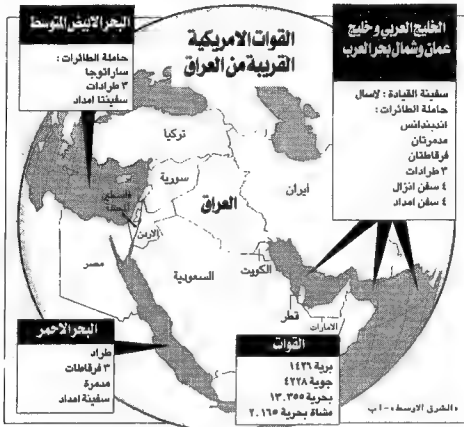 القوات الامريكية
القريبة من العراق
الخليج العربي وخليج
عمان وشمال بحر العرب
سفينة القيادة : لاسال
حاملة الطائرات :
اندبندانس
مدمرتان
فرقاطتان
٣ طرادات
٤ سفن انزال
٤ سفن امداد
البحر الابيض المتوسط
حاملة الطائرات :
ساراتوجا
٣ طرادات
سفينتا امداد
تركيا
سورية
ايران
العراق
فلسطين
الاردن
مصر
السعودية
الكويت
قطر
الامارات
البحر الاحمر
طراد
٣ فرقاطات
مدمرة
سفينة امداد
القوات
برية ١٤٢٦
جوية ٤٢٢٨
بحرية ١٣.٣٥٥
مشاة بحرية ٢.١٦٥
«الشرق الاوسط» - ا ب